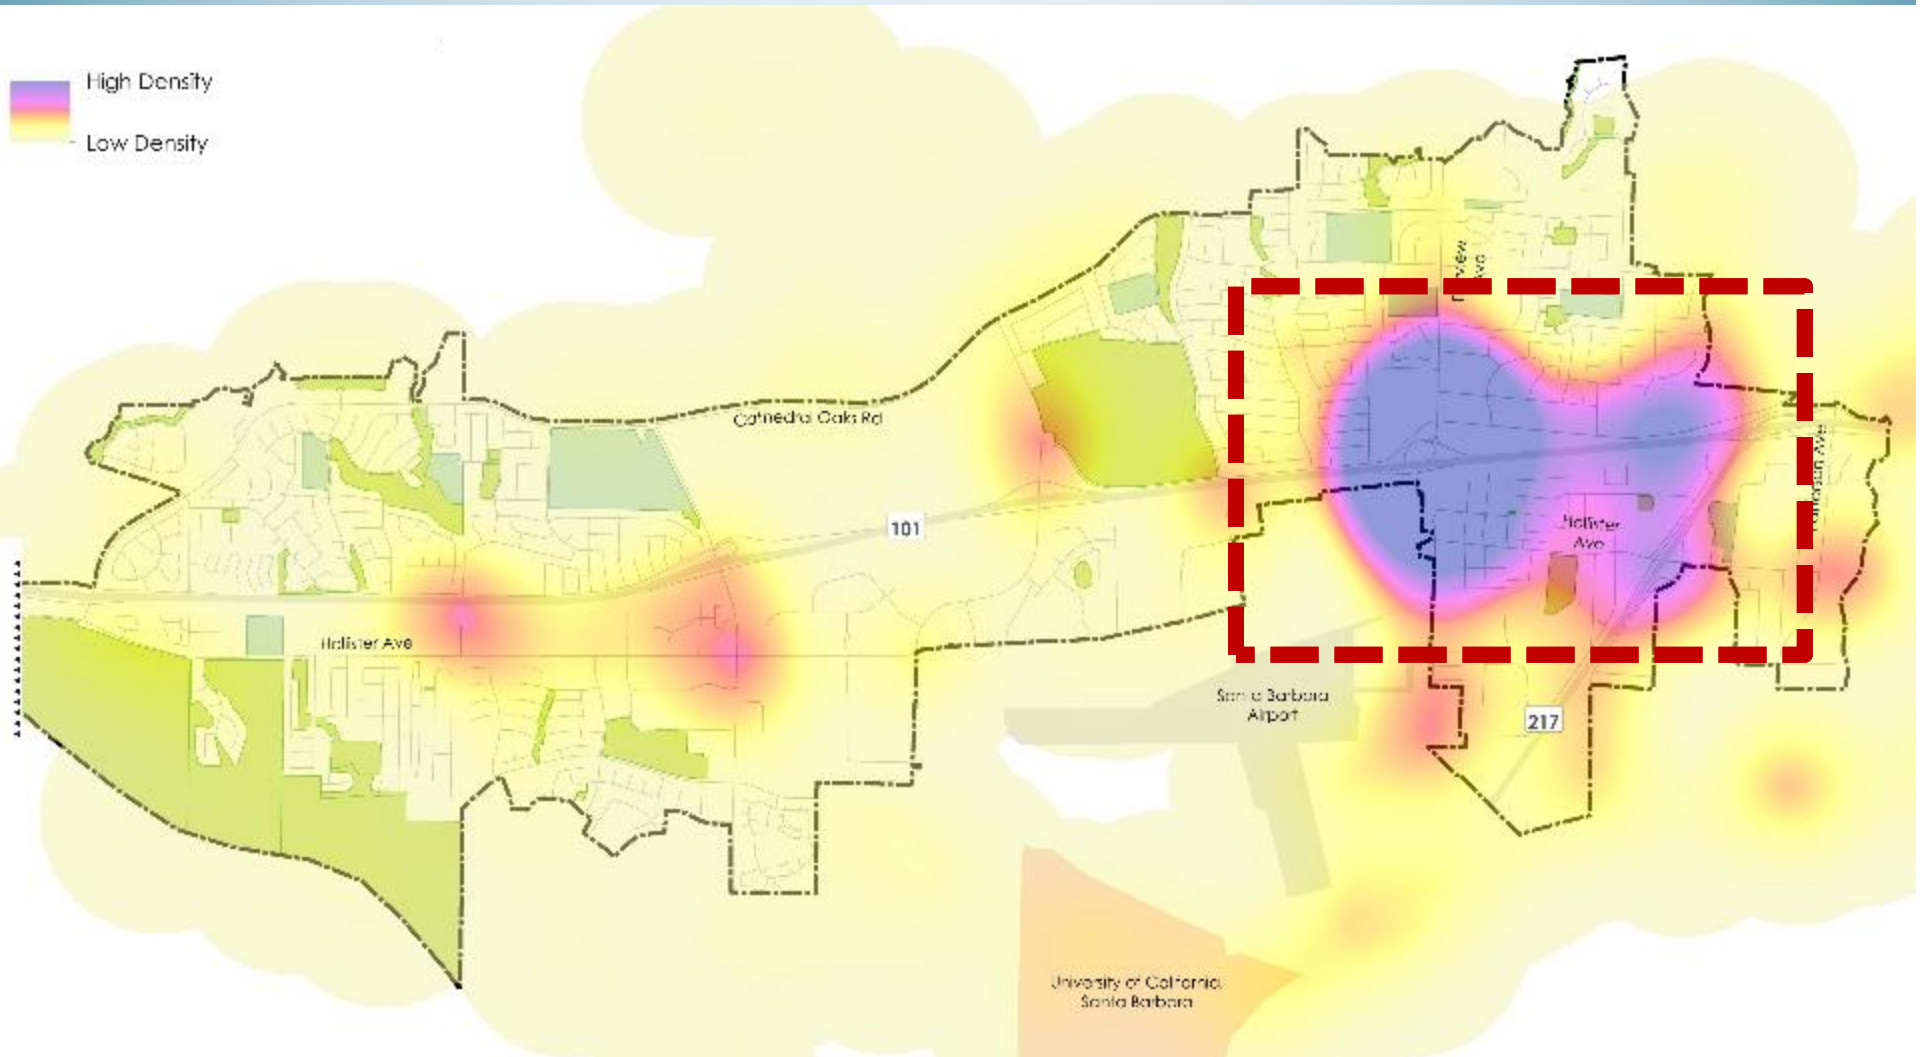 High Density
Low Density
Ave
Cathedral Oaks Rd
101
Hollister
Ave
Hollister Ave
Santa Barbara
Airport
217
University of California,
Santa Barbara